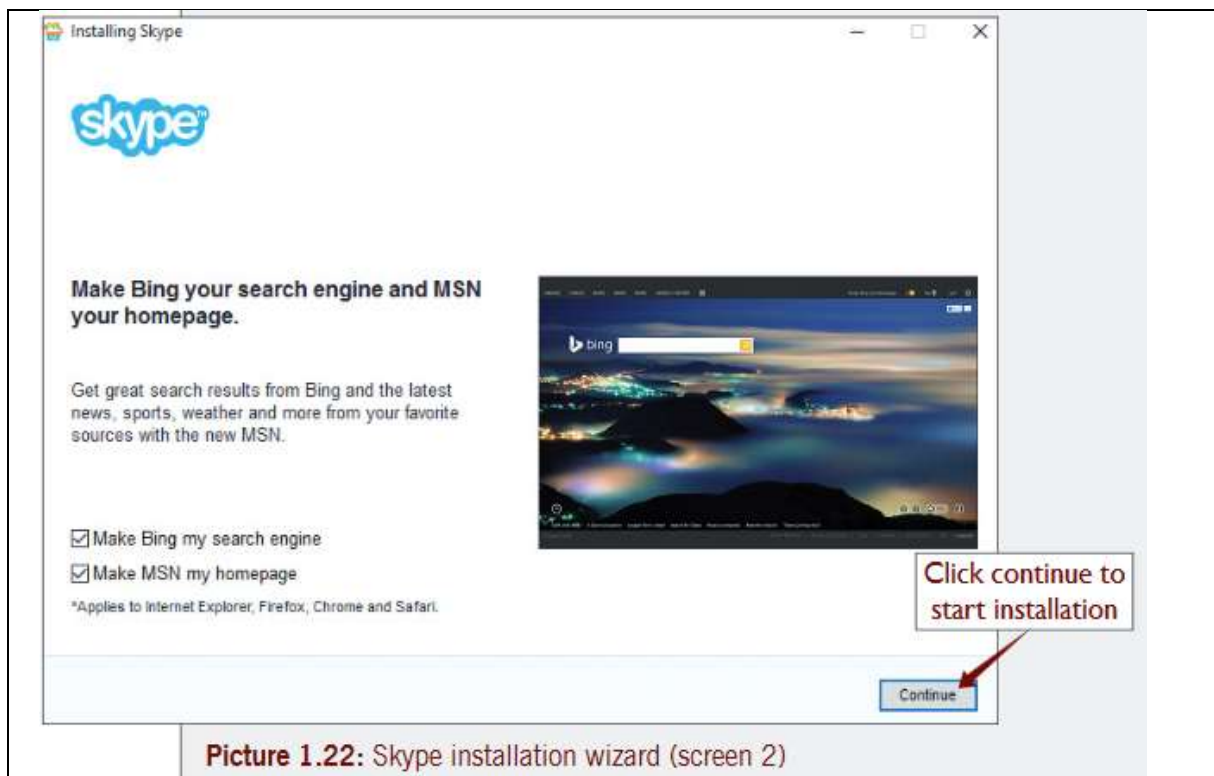 Installing Skype
skype™
Make Bing your search engine and MSN
your homepage.
Get great search results from Bing and the latest
news, sports, weather and more from your favorite
sources with the new MSN.
bing
Make Bing my search engine
Make MSN my homepage
*Applies to Internet Explorer, Firefox, Chrome and Safari.
Click continue to
start installation
Continue
Picture 1.22: Skype installation wizard (screen 2)